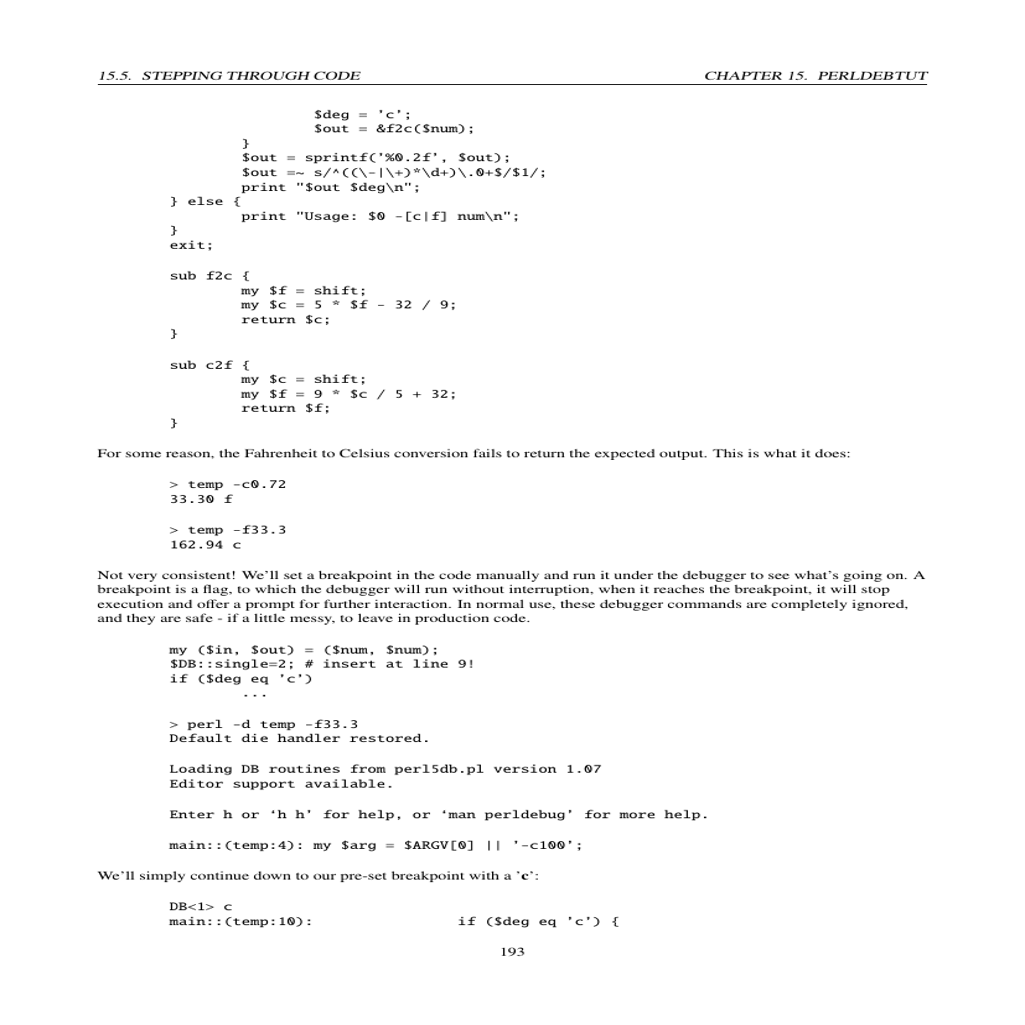 15.5. STEPPING THROUGH CODE CHAPTER 15. PERLDEBTUT
$deg = 'c';
$out = &f2c($num);
}
$out = sprintf('%0.2f', $out);
$out =~ s/^((\-|\+)*\d+)\.0+$/$1/;
print "$out $deg\n";
} else {
print "Usage: $0 -[c|f] num\n";
}
exit;
sub f2c {
my $f = shift;
my $c = 5 * $f - 32 / 9;
return $c;
}
sub c2f {
my $c = shift;
my $f = 9 * $c / 5 + 32;
return $f;
}
For some reason, the Fahrenheit to Celsius conversion fails to return the expected output. This is what it does:
> temp -c0.72
33.30 f
> temp -f33.3
162.94 c
Not very consistent! We'll set a breakpoint in the code manually and run it under the debugger to see what's going on. A
breakpoint is a flag, to which the debugger will run without interruption, when it reaches the breakpoint, it will stop
execution and offer a prompt for further interaction. In normal use, these debugger commands are completely ignored,
and they are safe - if a little messy, to leave in production code.
my ($in, $out) = ($num, $num);
$DB::single=2; # insert at line 9!
if ($deg eq 'c')
...
> perl -d temp -f33.3
Default die handler restored.
Loading DB routines from perl5db.pl version 1.07
Editor support available.
Enter h or ‘h h’ for help, or ‘man perldebug’ for more help.
main::(temp:4): my $arg = $ARGV[0] || '-c100';
We'll simply continue down to our pre-set breakpoint with a 'c':
DB<1> c
main::(temp:10): if ($deg eq 'c') {
193